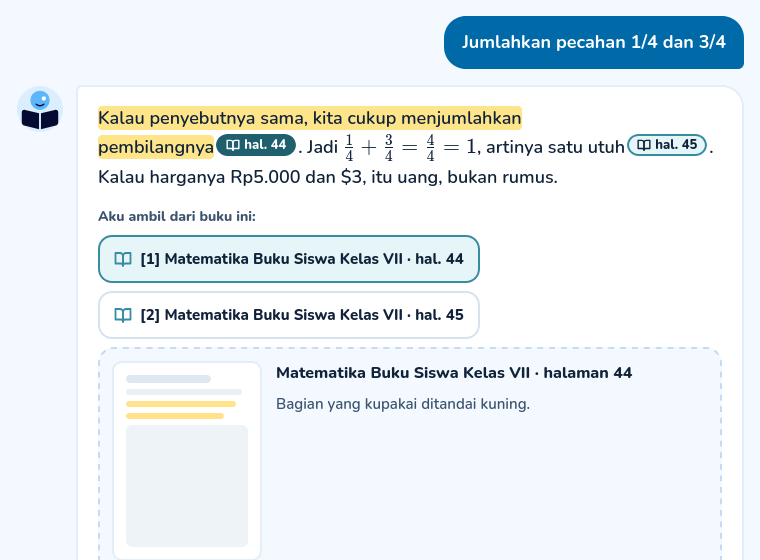 Jumlahkan pecahan 1/4 dan 3/4
Kalau penyebutnya sama, kita cukup menjumlahkan
pembilangnya hal. 44 . Jadi 1/4 + 3/4 = 4/4 = 1, artinya satu utuh hal. 45 .
Kalau harganya Rp5.000 dan $3, itu uang, bukan rumus.
Aku ambil dari buku ini:
[1] Matematika Buku Siswa Kelas VII · hal. 44
[2] Matematika Buku Siswa Kelas VII · hal. 45
Matematika Buku Siswa Kelas VII · halaman 44
Bagian yang kupakai ditandai kuning.